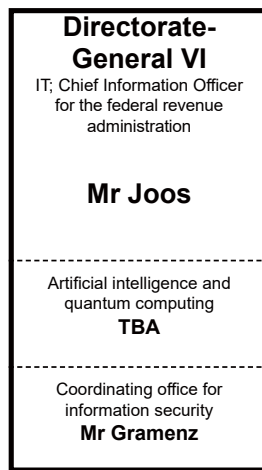 Directorate-
General VI
IT; Chief Information Officer
for the federal revenue
administration
Mr Joos
Artificial intelligence and
quantum computing
TBA
Coordinating office for
information security
Mr Gramenz